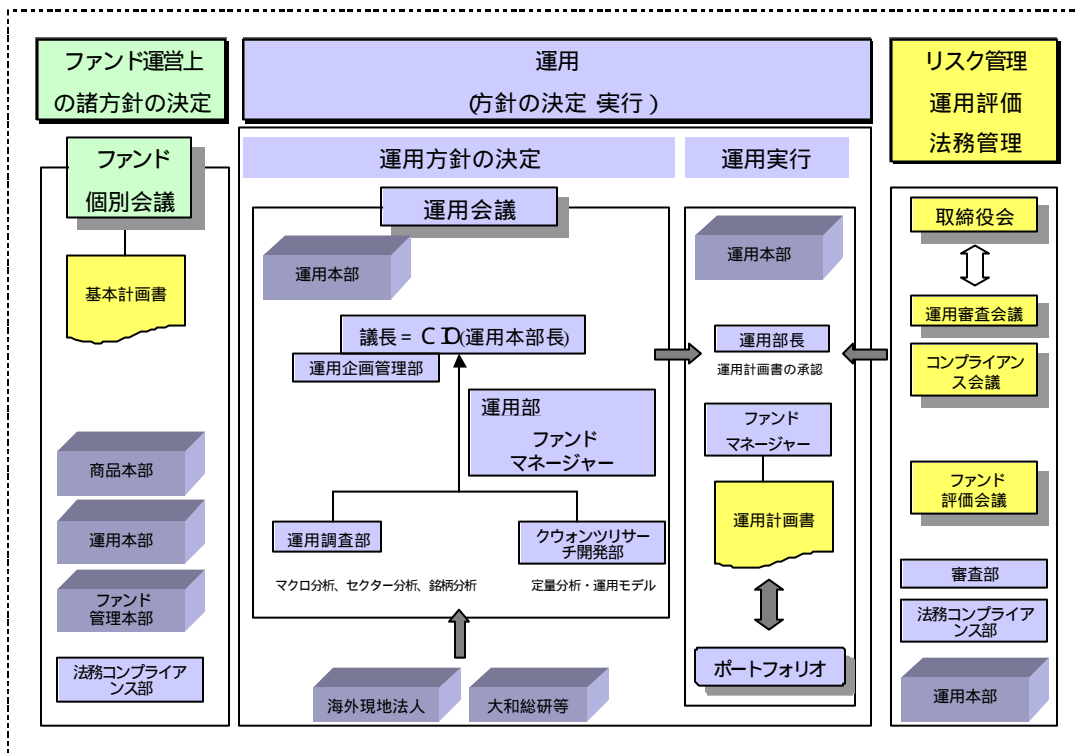 ファンド運営上
の諸方針の決定
ファンド
個別会議
基本計画書
商品本部
運用本部
ファンド
管理本部
法務コンプライア
ンス部
運用
(方針の決定・実行)
運用方針の決定
運用会議
運用本部
議長=CIO(運用本部長)
運用企画管理部
運用部
ファンド
マネージャー
運用調査部
マクロ分析、セクター分析、銘柄分析
クウォンツリサー
チ開発部
定量分析・運用モデル
海外現地法人
大和総研等
運用実行
運用本部
運用部長
運用計画書の承認
ファンド
マネージャー
運用計画書
ポートフォリオ
リスク管理
運用評価
法務管理
取締役会
運用審査会議
コンプライアン
ス会議
ファンド
評価会議
審査部
法務コンプライア
ンス部
運用本部